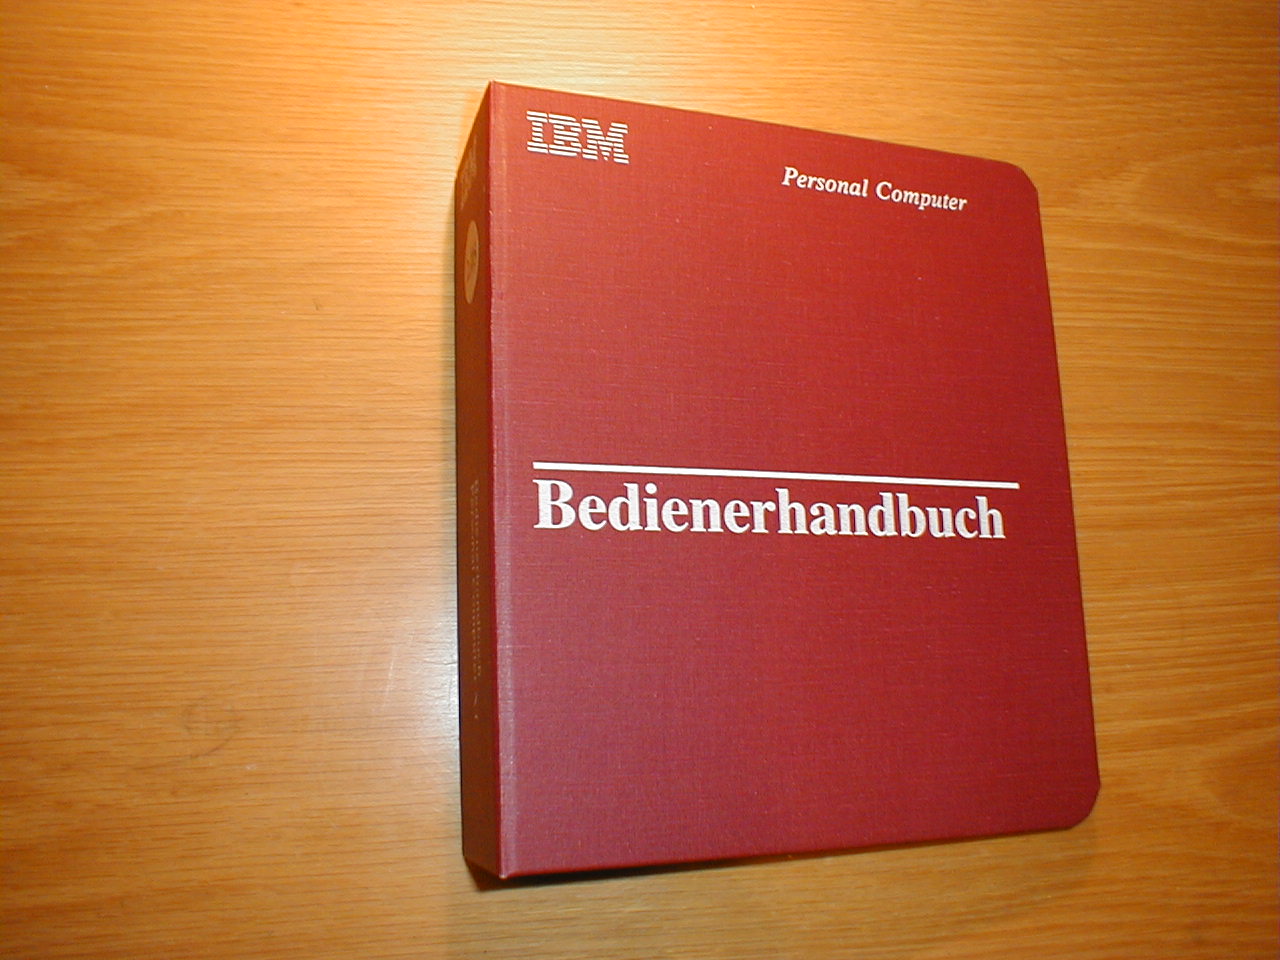 IBM
Personal Computer
Bedienerhandbuch